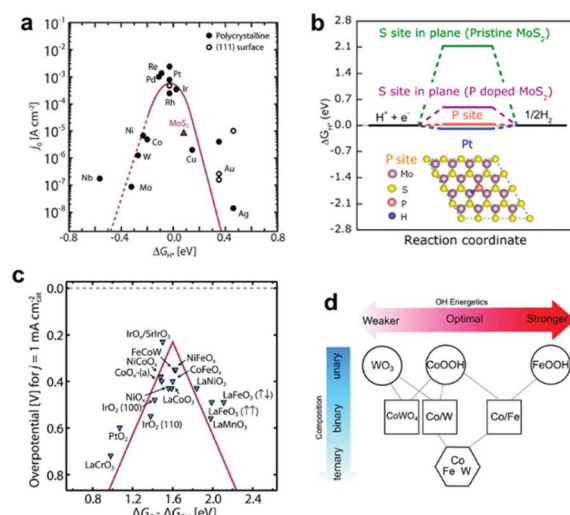 a
● Polycrystalline
○ (111) surface
j₀ [A cm⁻²]
10⁻¹
10⁻²
10⁻³
10⁻⁴
10⁻⁵
10⁻⁶
10⁻⁷
10⁻⁸
Re
Pd
Pt
Ir
Rh
Ni
Co
MoS₂
W
Cu
Nb
Mo
Au
Ag
-0.8 -0.4 0.0 0.4 0.8
ΔG_H* [eV]
b
S site in plane (Pristine MoS₂)
S site in plane (P doped MoS₂)
H⁺ + e⁻
P site
1/2H₂
Pt
P site
Mo
S
P
H
ΔG_H* (eV)
2.8
2.1
1.4
0.7
0.0
-0.7
-1.4
-2.1
-2.8
Reaction coordinate
c
Overpotential [V] for j = 1 mA cm⁻²cat
0.0
0.2
0.4
0.6
0.8
IrOₓ/SrIrO₃
FeCoW
NiFeOₓ
NiCoOₓ
CoFeOₓ
CoOₓ-(a)
LaNiO₃
NiOₓ
LaCoO₃
LaFeO₃ (↑↓)
IrO₂ (100)
LaFeO₃ (↑↑)
IrO₂ (110)
LaMnO₃
PtO₂
LaCrO₃
0.8 1.2 1.6 2.0 2.4
[eV]
d
OH Energetics
Weaker Optimal Stronger
Composition
unary
binary
ternary
WO₃ CoOOH FeOOH
CoWO₄ Co/W Co/Fe
Co
Fe W